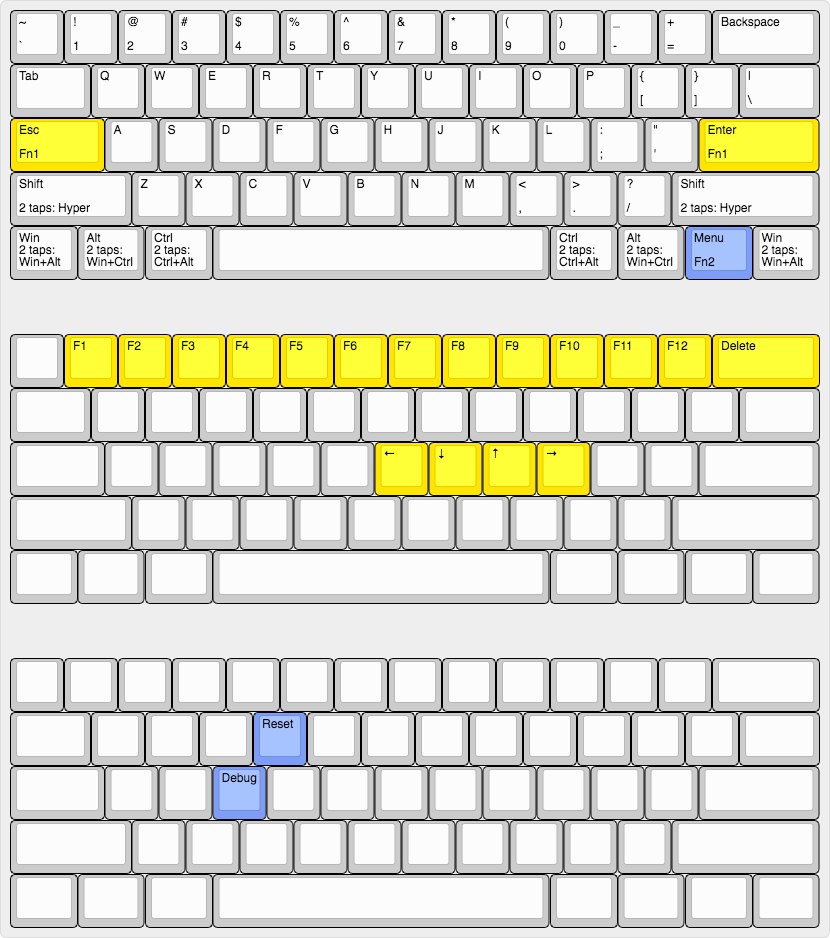 ~ ! @ # $ % ^ & * ( ) _ + Backspace
` 1 2 3 4 5 6 7 8 9 0 - =
Tab Q W E R T Y U I O P { } |
[ ] \
Esc A S D F G H J K L : " Enter
Fn1 ; ' Fn1
Shift Z X C V B N M < > ? Shift
2 taps: Hyper , . / 2 taps: Hyper
Win Alt Ctrl Ctrl Alt Menu Win
2 taps: 2 taps: 2 taps: 2 taps: 2 taps: 2 taps:
Win+Alt Win+Ctrl Ctrl+Alt Ctrl+Alt Win+Ctrl Fn2 Win+Alt
F1 F2 F3 F4 F5 F6 F7 F8 F9 F10 F11 F12 Delete
← ↓ ↑ →
Reset
Debug